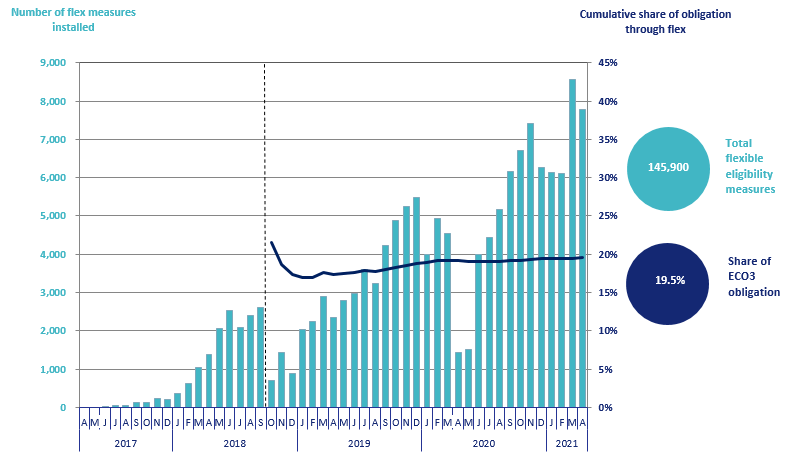 Number of flex measures
installed
Cumulative share of obligation
through flex
9,000 45%
8,000 40%
7,000 35%
6,000 30%
5,000 25%
4,000 20%
3,000 15%
2,000 10%
1,000 5%
0 0%
A M J J A S O N D J F M A M J J A S O N D J F M A M J J A S O N D J F M A M J J A S O N D J F M A
2017 2018 2019 2020 2021
145,900
Total
flexible
eligibility
measures
19.5%
Share of
ECO3
obligation